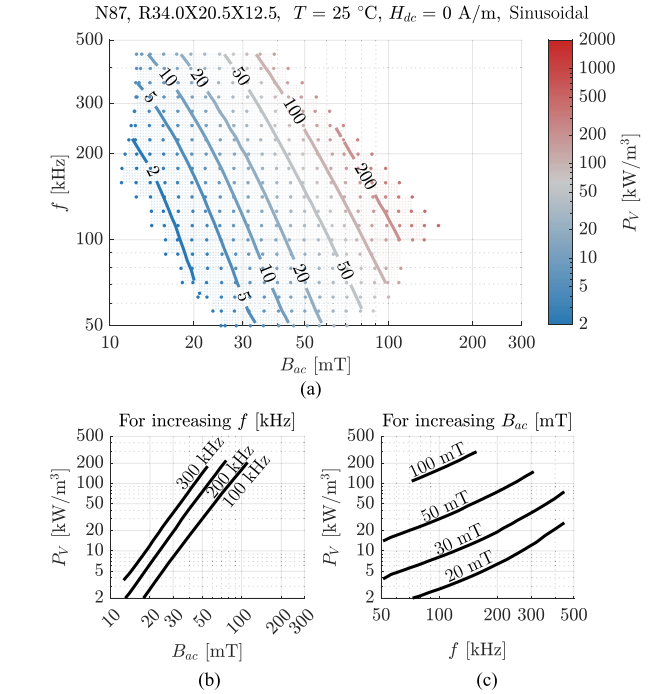 N87, R34.0X20.5X12.5, T = 25 °C, H_dc = 0 A/m, Sinusoidal
500
300
200
100
50
f [kHz]
10 20 30 50 100 200 300
B_ac [mT]
2 5 10 20 50 100 200
5 10 20 50
2000
1000
500
200
100
50
20
10
5
2
P_V [kW/m³]
(a)
For increasing f [kHz]
500
200
100
50
20
10
5
2
P_V [kW/m³]
300 kHz
200 kHz
100 kHz
10 20 30 50 100 200 300
B_ac [mT]
(b)
For increasing B_ac [mT]
500
200
100
50
20
10
5
2
P_V [kW/m³]
100 mT
50 mT
30 mT
20 mT
50 100 200 300 500
f [kHz]
(c)